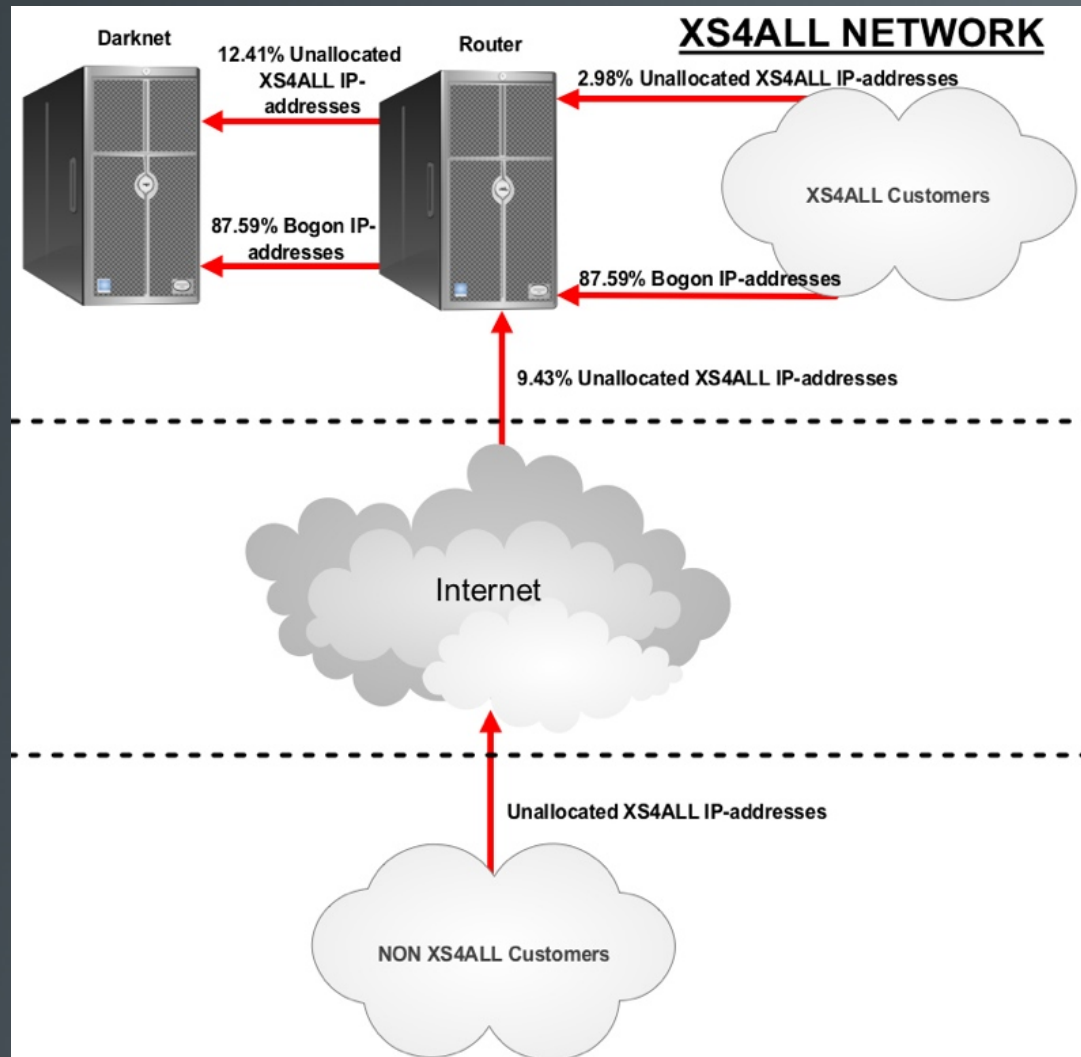 XS4ALL NETWORK
Darknet
12.41% Unallocated
XS4ALL IP-
addresses
Router
2.98% Unallocated XS4ALL IP-addresses
XS4ALL Customers
87.59% Bogon IP-
addresses
87.59% Bogon IP-addresses
9.43% Unallocated XS4ALL IP-addresses
Internet
Unallocated XS4ALL IP-addresses
NON XS4ALL Customers